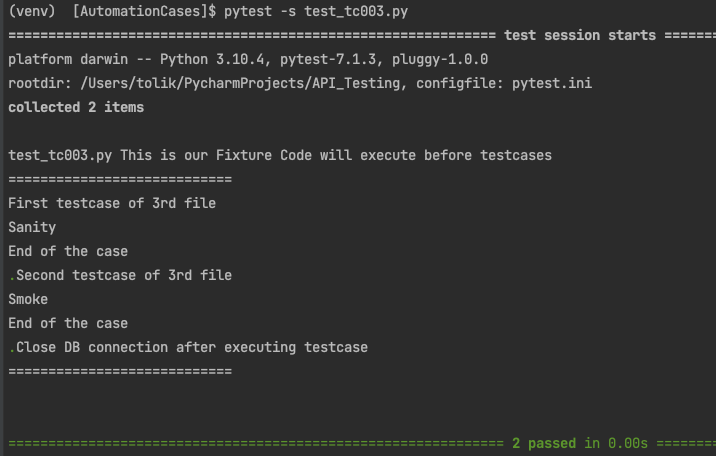 (venv)  [AutomationCases]$ pytest -s test_tc003.py
============================================================= test session starts =======
platform darwin -- Python 3.10.4, pytest-7.1.3, pluggy-1.0.0
rootdir: /Users/tolik/PycharmProjects/API_Testing, configfile: pytest.ini
collected 2 items
test_tc003.py This is our Fixture Code will execute before testcases
============================
First testcase of 3rd file
Sanity
End of the case
.Second testcase of 3rd file
Smoke
End of the case
.Close DB connection after executing testcase
============================
============================================================== 2 passed in 0.00s ========